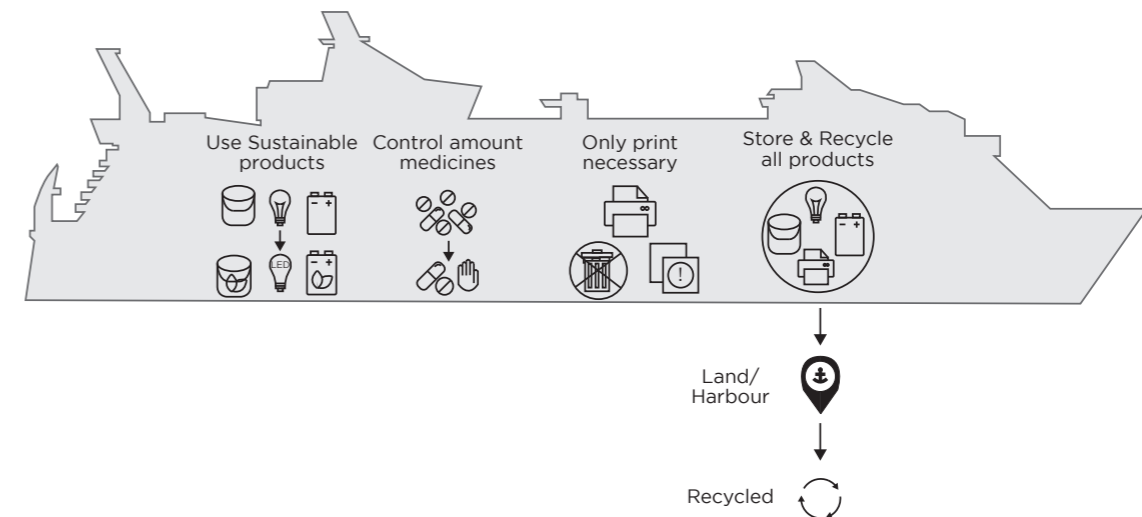 Use Sustainable
products
Control amount
medicines
Only print
necessary
Store & Recycle
all products
LED
Land/
Harbour
Recycled